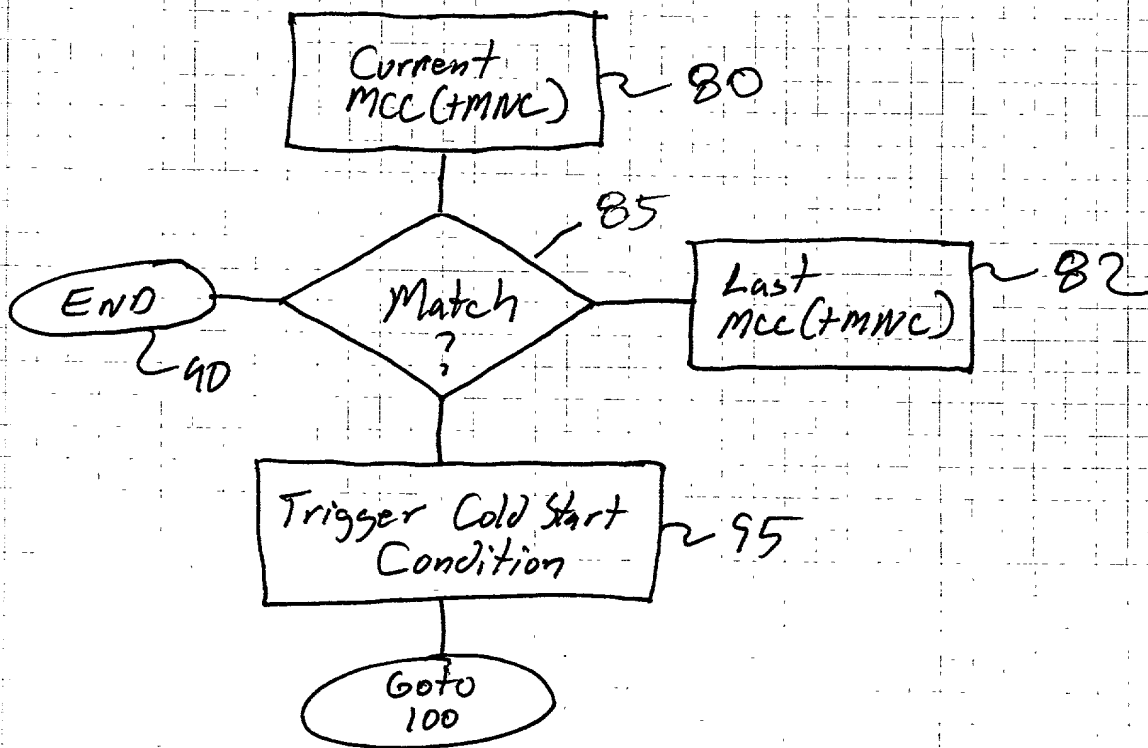 Current
MCC(+MNC)
80
85
END
90
Match
?
Last
MCC(+MNC)
82
Trigger Cold Start
Condition
95
Goto
100